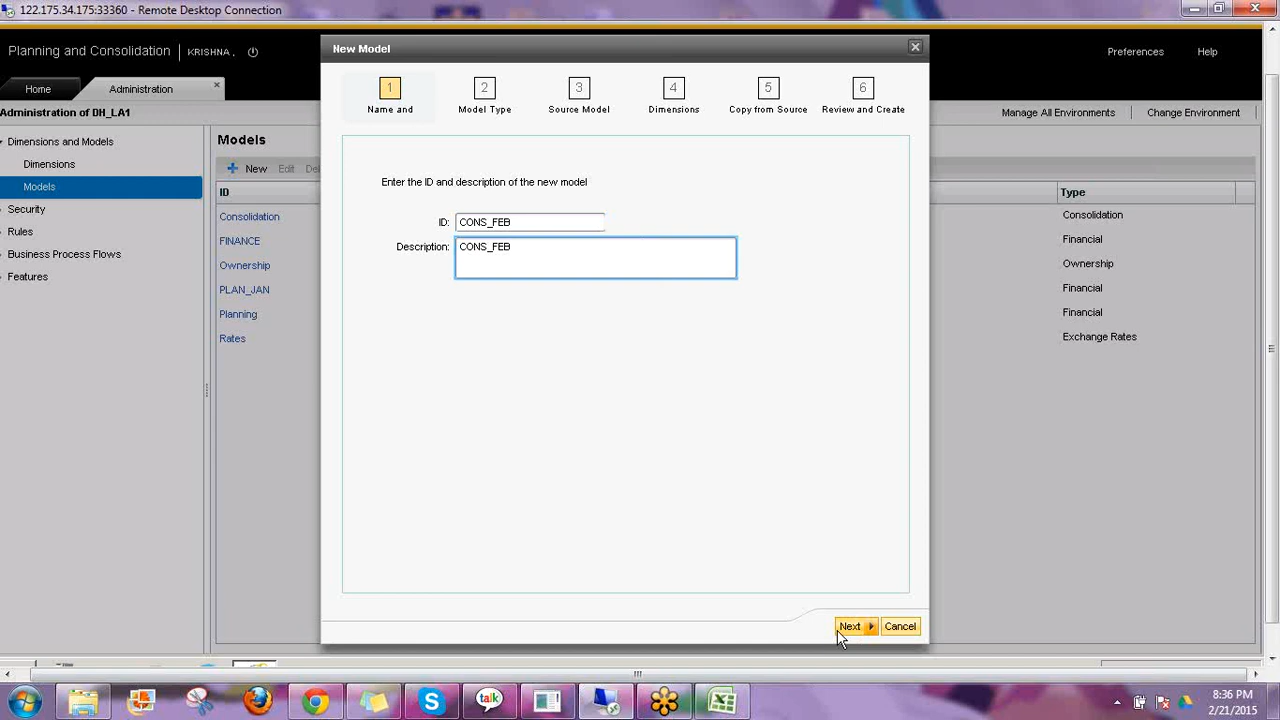 122.175.34.175:33360 - Remote Desktop Connection
Planning and Consolidation KRISHNA .
Preferences Help
Home Administration
Administration of DH_LA1
Manage All Environments Change Environment
Dimensions and Models
Dimensions
Models
Security
Rules
Business Process Flows
Features
Models
New Edit De
ID Type
Consolidation Consolidation
FINANCE Financial
Ownership Ownership
PLAN_JAN Financial
Planning Financial
Rates Exchange Rates
New Model
1 2 3 4 5 6
Name and Model Type Source Model Dimensions Copy from Source Review and Create
Enter the ID and description of the new model
ID: CONS_FEB
Description: CONS_FEB
Next Cancel
talk
8:36 PM
2/21/2015